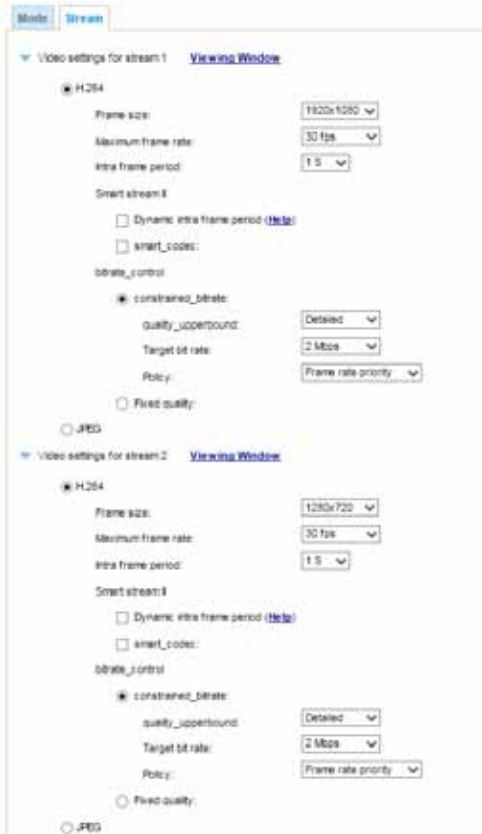 Mode Stream
Video settings for stream 1 Viewing Window
H.264
Frame size: 1920x1080
Maximum frame rate: 30 fps
Intra frame period: 1 S
Smart stream II
Dynamic intra frame period (Help)
smart_codec:
bitrate_control
constrained_bitrate:
quality_upperbound: Detailed
Target bit rate: 2 Mbps
Policy: Frame rate priority
Fixed quality:
JPEG
Video settings for stream 2 Viewing Window
H.264
Frame size: 1280x720
Maximum frame rate: 30 fps
Intra frame period: 1 S
Smart stream II
Dynamic intra frame period (Help)
smart_codec:
bitrate_control
constrained_bitrate:
quality_upperbound: Detailed
Target bit rate: 2 Mbps
Policy: Frame rate priority
Fixed quality:
JPEG